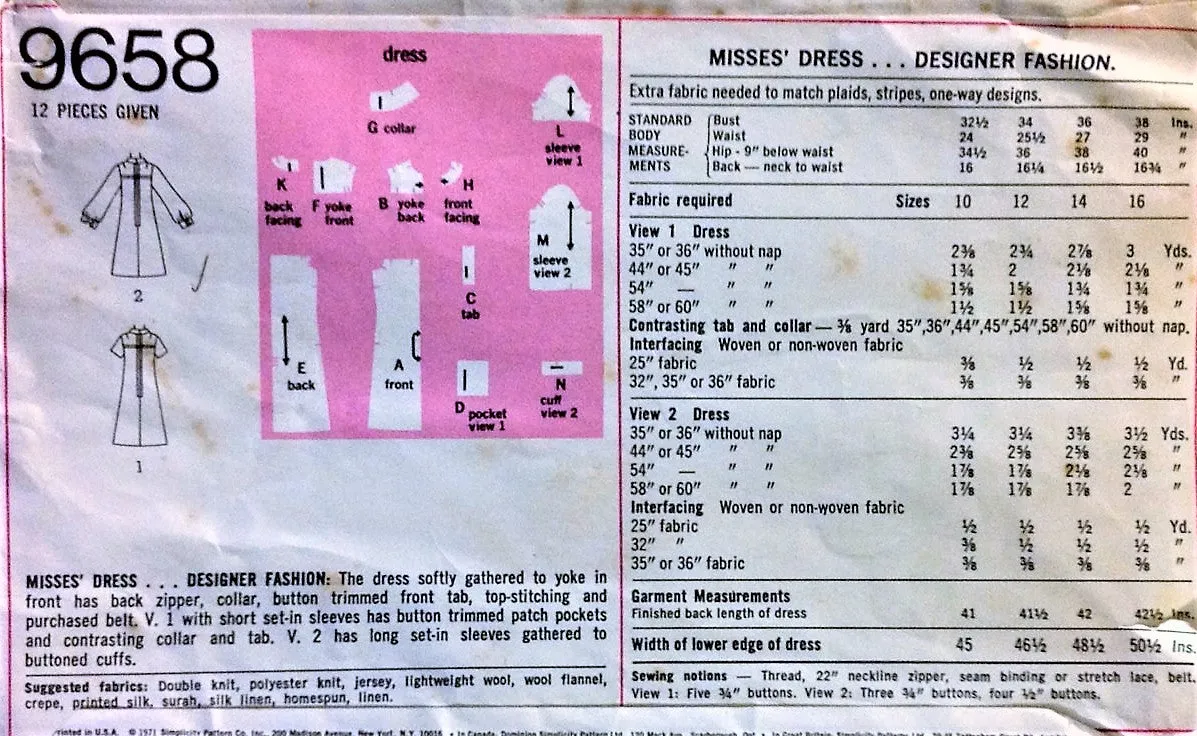 9658
12 PIECES GIVEN
2
1
dress
G collar
L
sleeve
view 1
K
back
facing
F yoke
front
B yoke
back
H
front
facing
M
sleeve
view 2
C
tab
E
back
A
front
D pocket
view 1
N
cuff
view 2
MISSES' DRESS . . . DESIGNER FASHION: The dress softly gathered to yoke in
front has back zipper, collar, button trimmed front tab, top-stitching and
purchased belt. V. 1 with short set-in sleeves has button trimmed patch pockets
and contrasting collar and tab. V. 2 has long set-in sleeves gathered to
buttoned cuffs.
Suggested fabrics: Double knit, polyester knit, jersey, lightweight wool, wool flannel,
crepe, printed silk, surah, silk linen, homespun, linen.
MISSES' DRESS . . . DESIGNER FASHION.
Extra fabric needed to match plaids, stripes, one-way designs.
STANDARD Bust 32½ 34 36 38 Ins.
BODY Waist 24 25½ 27 29 "
MEASURE- Hip - 9" below waist 34½ 36 38 40 "
MENTS Back — neck to waist 16 16¼ 16½ 16¾ "
Fabric required Sizes 10 12 14 16
View 1 Dress
35" or 36" without nap 2⅜ 2¾ 2⅞ 3 Yds.
44" or 45" " " 1¾ 2 2⅛ 2⅛ "
54" — " " 1⅝ 1⅝ 1¾ 1¾ "
58" or 60" " " 1½ 1½ 1⅝ 1⅝ "
Contrasting tab and collar — ⅜ yard 35",36",44",45",54",58",60" without nap.
Interfacing Woven or non-woven fabric
25" fabric ⅜ ½ ½ ½ Yd.
32", 35" or 36" fabric ⅜ ⅜ ⅜ ⅜ "
View 2 Dress
35" or 36" without nap 3¼ 3¼ 3⅜ 3½ Yds.
44" or 45" " " 2⅜ 2⅝ 2⅝ 2⅝ "
54" — " " 1⅞ 1⅞ 2⅛ 2⅛ "
58" or 60" " " 1⅞ 1⅞ 1⅞ 2 "
Interfacing Woven or non-woven fabric
25" fabric ½ ½ ½ ½ Yd.
32" " ⅜ ½ ½ ½ "
35" or 36" fabric ⅜ ⅜ ⅜ ⅜ "
Garment Measurements
Finished back length of dress 41 41½ 42 42½ Ins.
Width of lower edge of dress 45 46½ 48½ 50½ Ins.
Sewing notions — Thread, 22" neckline zipper, seam binding or stretch lace, belt.
View 1: Five ¾" buttons. View 2: Three ¾" buttons, four ½" buttons.
Printed in U.S.A. © 1971 Simplicity Pattern Co. Inc., 200 Madison Avenue, New York, N.Y. 10016 • In Canada, Dominion Simplicity Patterns Ltd.